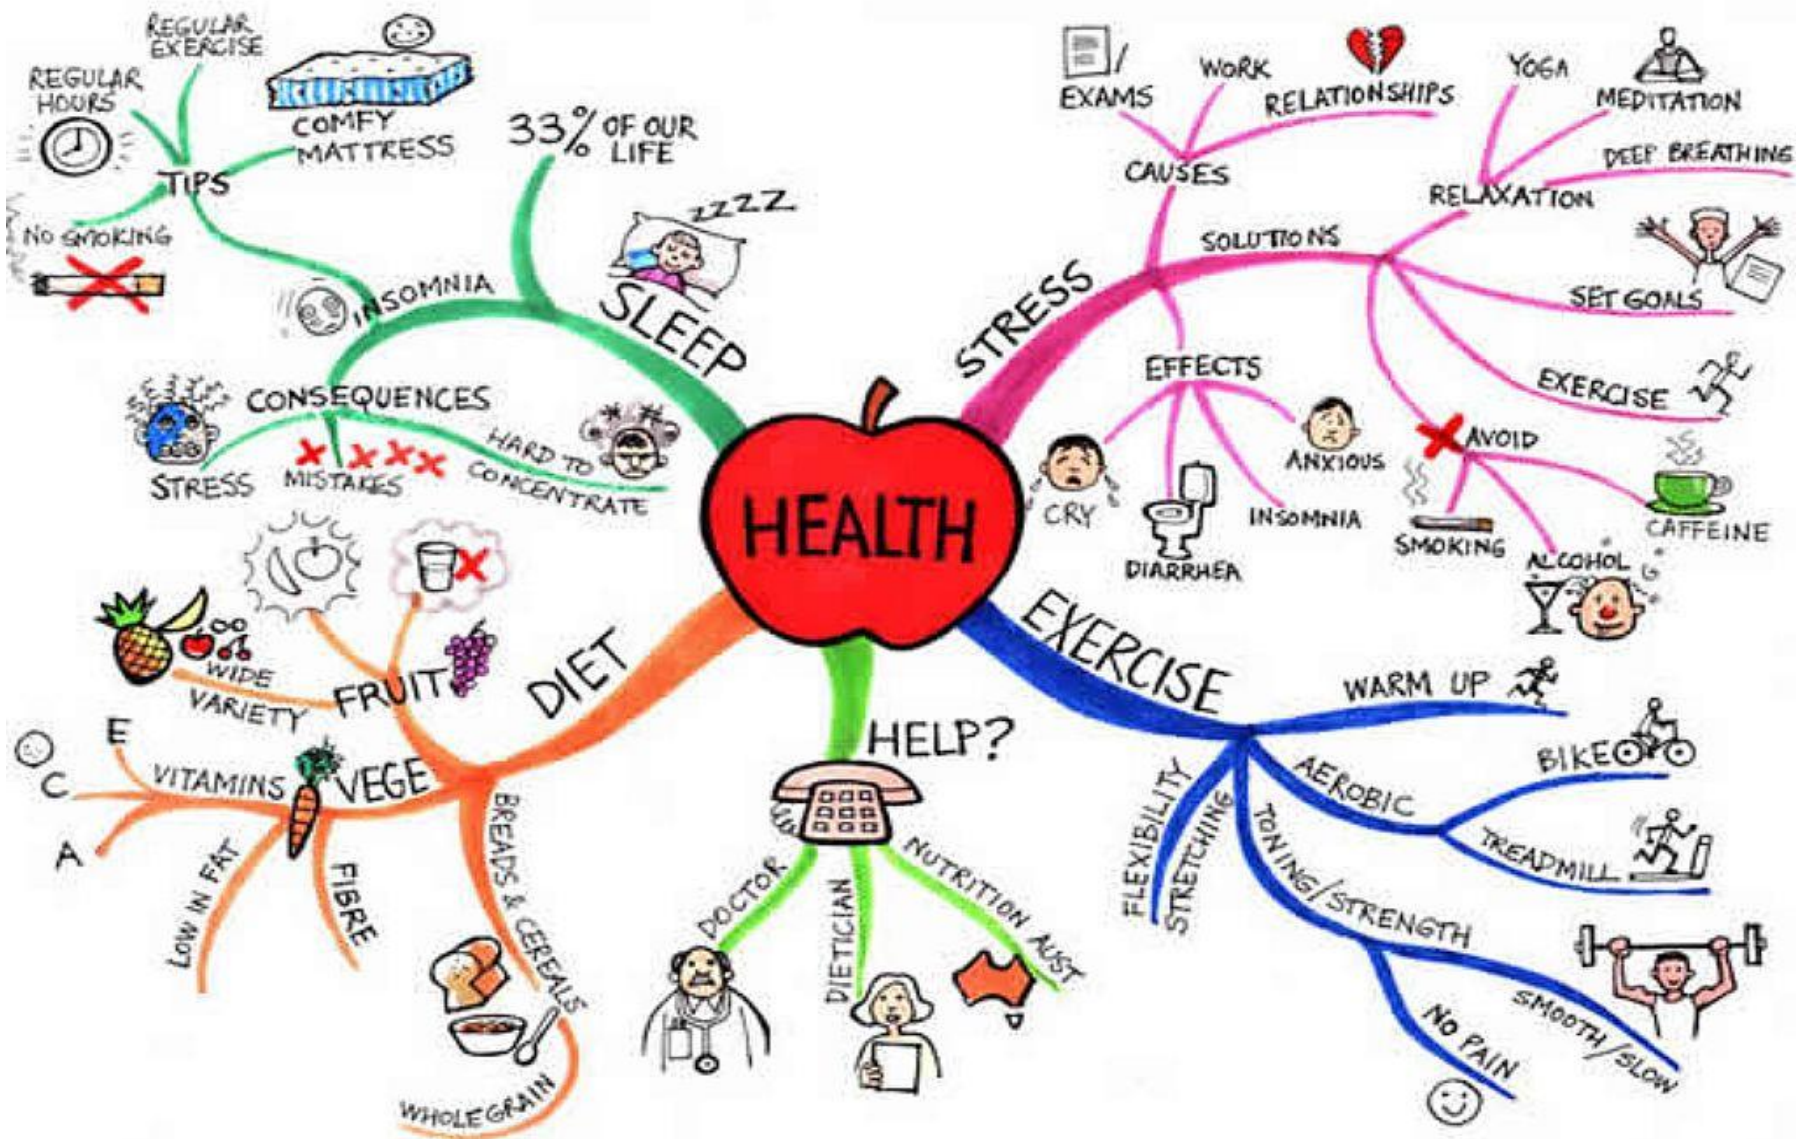 HEALTH
SLEEP
33% OF OUR
LIFE
ZZZZ
INSOMNIA
TIPS
REGULAR
HOURS
REGULAR
EXERCISE
COMFY
MATTRESS
NO SMOKING
CONSEQUENCES
STRESS
MISTAKES
HARD TO
CONCENTRATE
STRESS
CAUSES
EXAMS
WORK
RELATIONSHIPS
SOLUTIONS
RELAXATION
YOGA
MEDITATION
DEEP BREATHING
SET GOALS
EXERCISE
AVOID
SMOKING
ALCOHOL
CAFFEINE
EFFECTS
CRY
DIARRHEA
INSOMNIA
ANXIOUS
DIET
FRUIT
WIDE
VARIETY
VEGE
VITAMINS
E
C
A
LOW IN FAT
FIBRE
BREADS & CEREALS
WHOLEGRAIN
HELP?
DOCTOR
DIETICIAN
NUTRITION AUST
EXERCISE
WARM UP
AEROBIC
BIKE
TREADMILL
TONING/STRENGTH
SMOOTH/SLOW
NO PAIN
FLEXIBILITY
STRETCHING